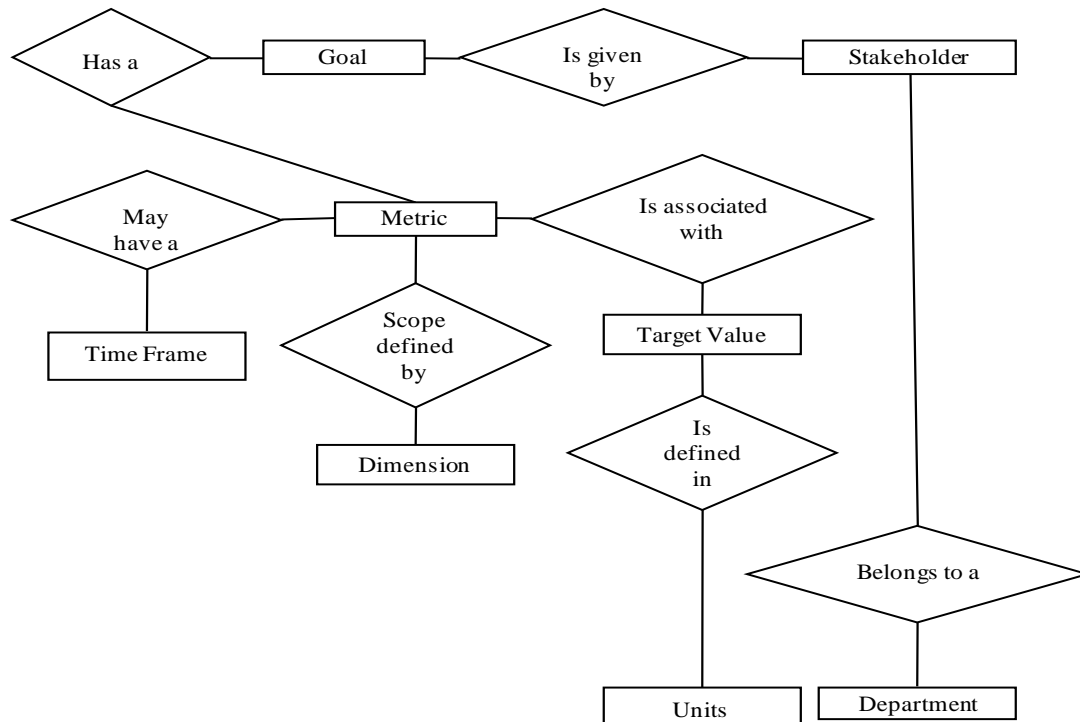 Has a
Goal
Is given
by
Stakeholder
May
have a
Metric
Is associated
with
Time Frame
Scope
defined
by
Target Value
Dimension
Is
defined
in
Belongs to a
Units
Department